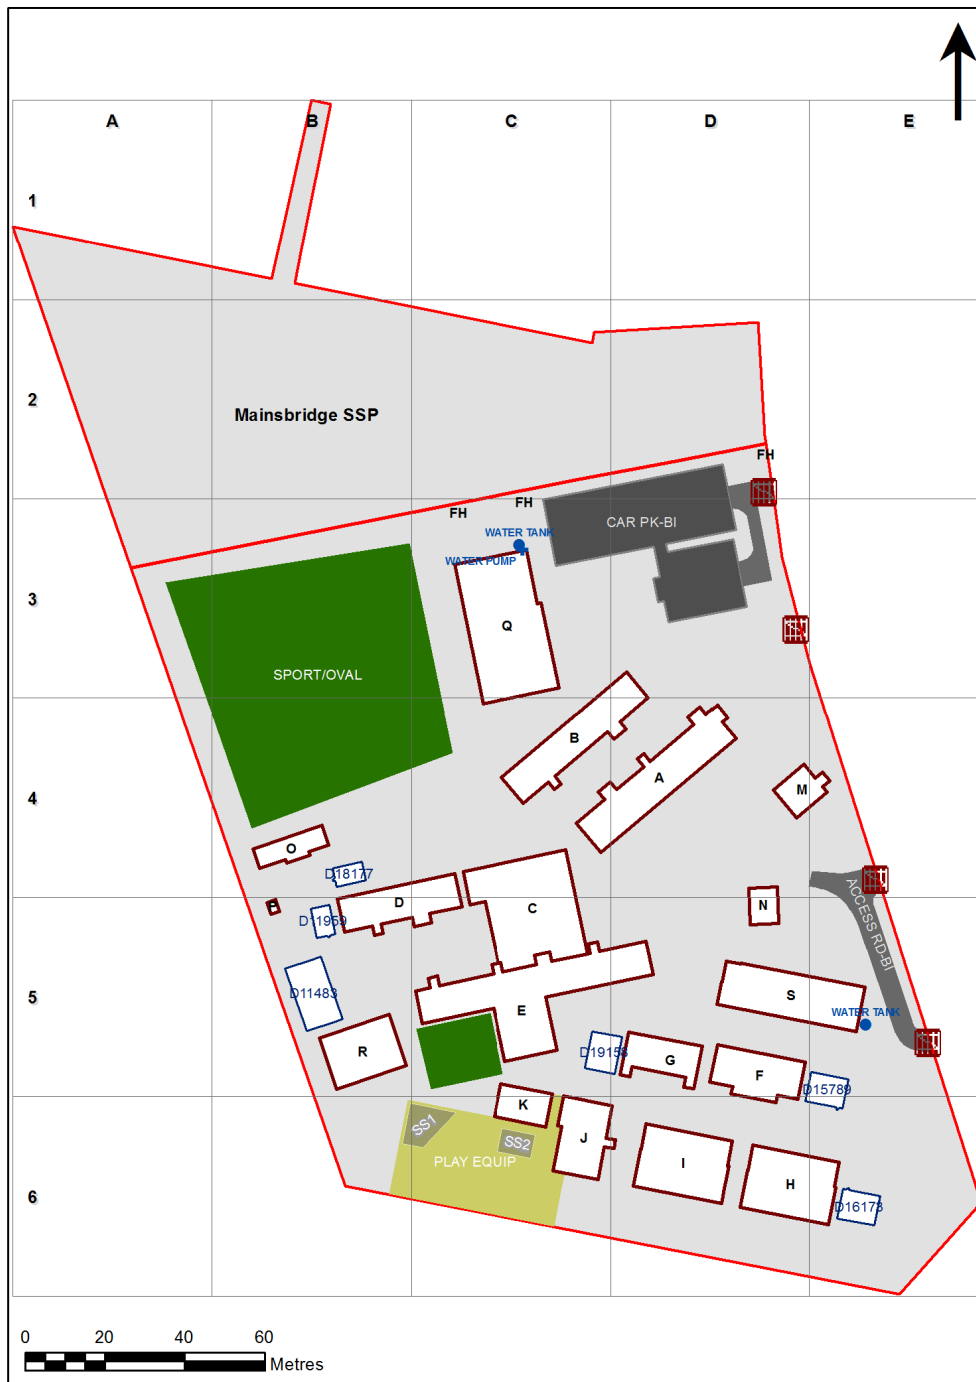 A
B
C
D
E
1
2
Mainsbridge SSP
FH
FH
FH
CAR PK-BI
WATER TANK
WATER PUMP
3
Q
SPORT/OVAL
B
A
M
4
O
D18177
ACCESS RD-BI
D
C
N
D11959
D11483
5
S
E
WATER TANK
R
D19158
G
F
D15789
K
SS1
SS2
J
PLAY EQUIP
I
H
6
D16173
0 20 40 60
Metres